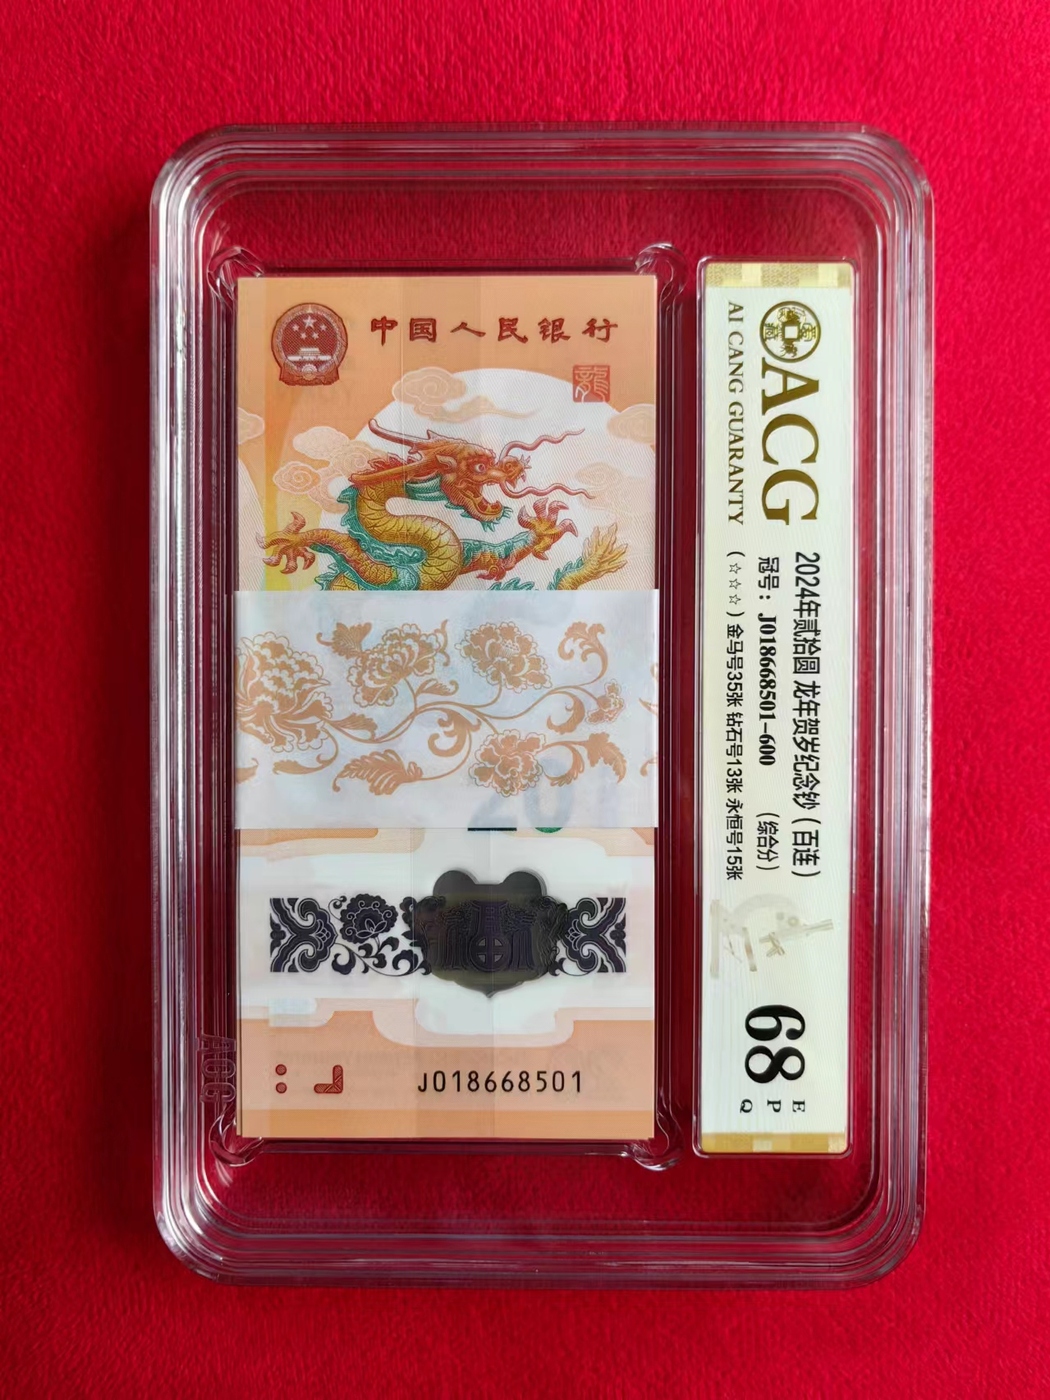 中国人民银行
龍
J018668501
ACG
AI CANG GUARANTY
2024年贰拾圆 龙年贺岁纪念钞（百连）
冠号：J018668501-600 （综合分）
（☆☆☆）金马号35张 钻石号13张 永恒号15张
68
E
P
Q
ACG